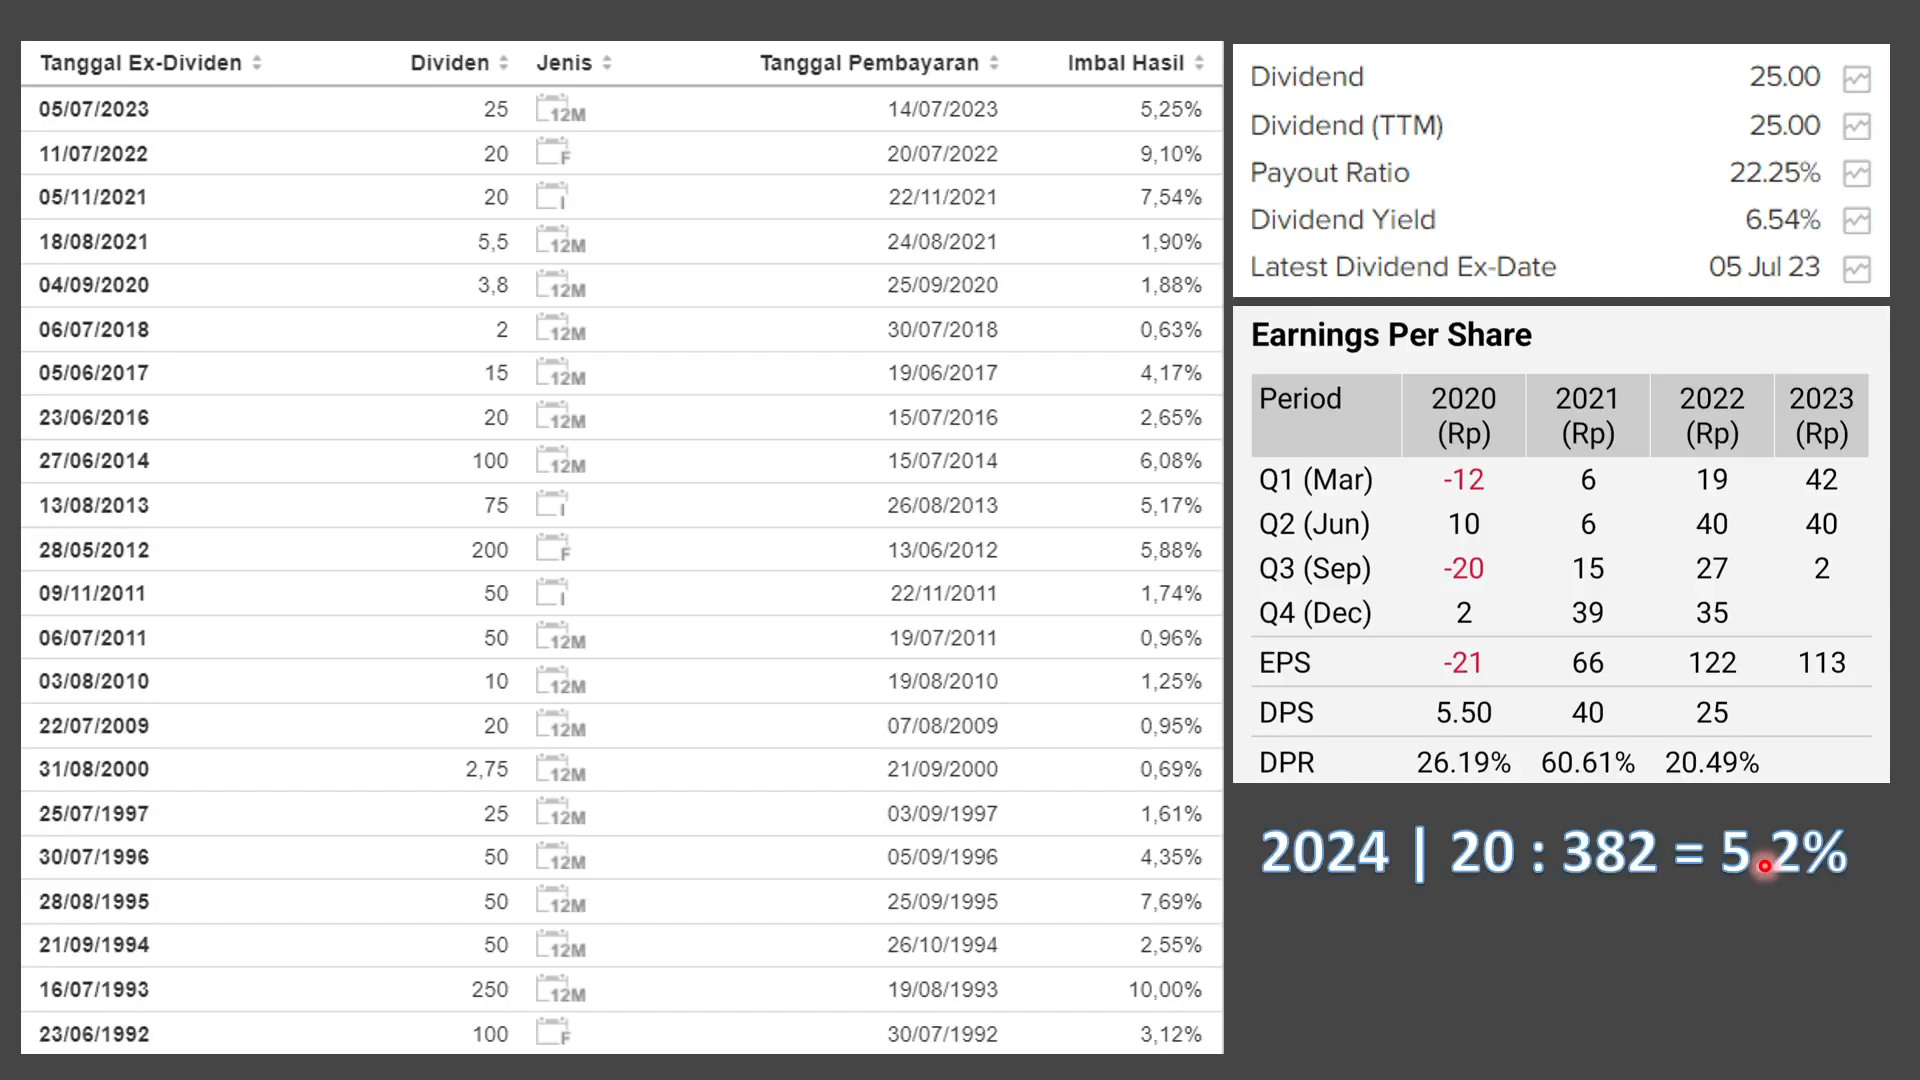 Tanggal Ex-Dividen Dividen Jenis Tanggal Pembayaran Imbal Hasil
05/07/2023 25 12M 14/07/2023 5,25%
11/07/2022 20 F 20/07/2022 9,10%
05/11/2021 20 I 22/11/2021 7,54%
18/08/2021 5,5 12M 24/08/2021 1,90%
04/09/2020 3,8 12M 25/09/2020 1,88%
06/07/2018 2 12M 30/07/2018 0,63%
05/06/2017 15 12M 19/06/2017 4,17%
23/06/2016 20 12M 15/07/2016 2,65%
27/06/2014 100 12M 15/07/2014 6,08%
13/08/2013 75 I 26/08/2013 5,17%
28/05/2012 200 F 13/06/2012 5,88%
09/11/2011 50 I 22/11/2011 1,74%
06/07/2011 50 12M 19/07/2011 0,96%
03/08/2010 10 12M 19/08/2010 1,25%
22/07/2009 20 12M 07/08/2009 0,95%
31/08/2000 2,75 12M 21/09/2000 0,69%
25/07/1997 25 12M 03/09/1997 1,61%
30/07/1996 50 12M 05/09/1996 4,35%
28/08/1995 50 12M 25/09/1995 7,69%
21/09/1994 50 12M 26/10/1994 2,55%
16/07/1993 250 12M 19/08/1993 10,00%
23/06/1992 100 F 30/07/1992 3,12%
Dividend 25.00
Dividend (TTM) 25.00
Payout Ratio 22.25%
Dividend Yield 6.54%
Latest Dividend Ex-Date 05 Jul 23
Earnings Per Share
Period 2020 2021 2022 2023
(Rp) (Rp) (Rp) (Rp)
Q1 (Mar) -12 6 19 42
Q2 (Jun) 10 6 40 40
Q3 (Sep) -20 15 27 2
Q4 (Dec) 2 39 35
EPS -21 66 122 113
DPS 5.50 40 25
DPR 26.19% 60.61% 20.49%
2024 | 20 : 382 = 5.2%